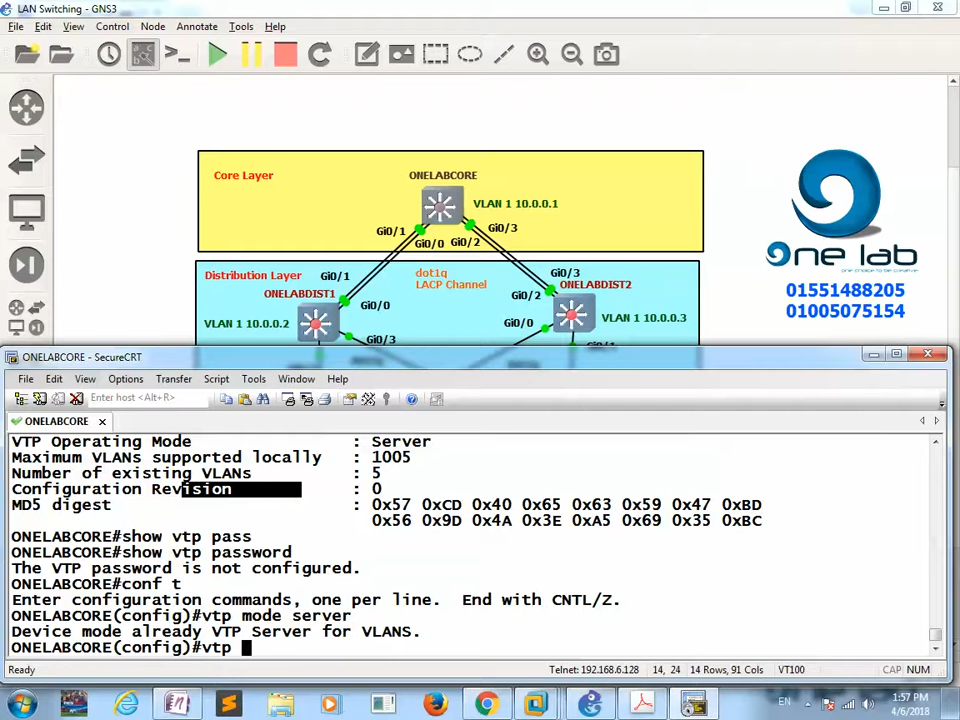 LAN Switching - GNS3
File Edit View Control Node Annotate Tools Help
Core Layer
ONELABCORE
VLAN 1 10.0.0.1
Gi0/1
Gi0/3
Gi0/0 Gi0/2
one lab
01551488205
01005075154
Distribution Layer
Gi0/1
dot1q
LACP Channel
Gi0/3
ONELABDIST1
ONELABDIST2
Gi0/0
Gi0/2
VLAN 1 10.0.0.2
Gi0/0
VLAN 1 10.0.0.3
Gi0/3
ONELABCORE - SecureCRT
File Edit View Options Transfer Script Tools Window Help
Enter host <Alt+R>
ONELABCORE
VTP Operating Mode : Server
Maximum VLANs supported locally : 1005
Number of existing VLANs : 5
Configuration Revision : 0
MD5 digest : 0x57 0xCD 0x40 0x65 0x63 0x59 0x47 0xBD
0x56 0x9D 0x4A 0x3E 0xA5 0x69 0x35 0xBC
ONELABCORE#show vtp pass
ONELABCORE#show vtp password
The VTP password is not configured.
ONELABCORE#conf t
Enter configuration commands, one per line. End with CNTL/Z.
ONELABCORE(config)#vtp mode server
Device mode already VTP Server for VLANS.
ONELABCORE(config)#vtp
Ready
Telnet: 192.168.6.128 14, 24 14 Rows, 91 Cols VT100 CAP NUM
EN
1:57 PM
4/6/2018